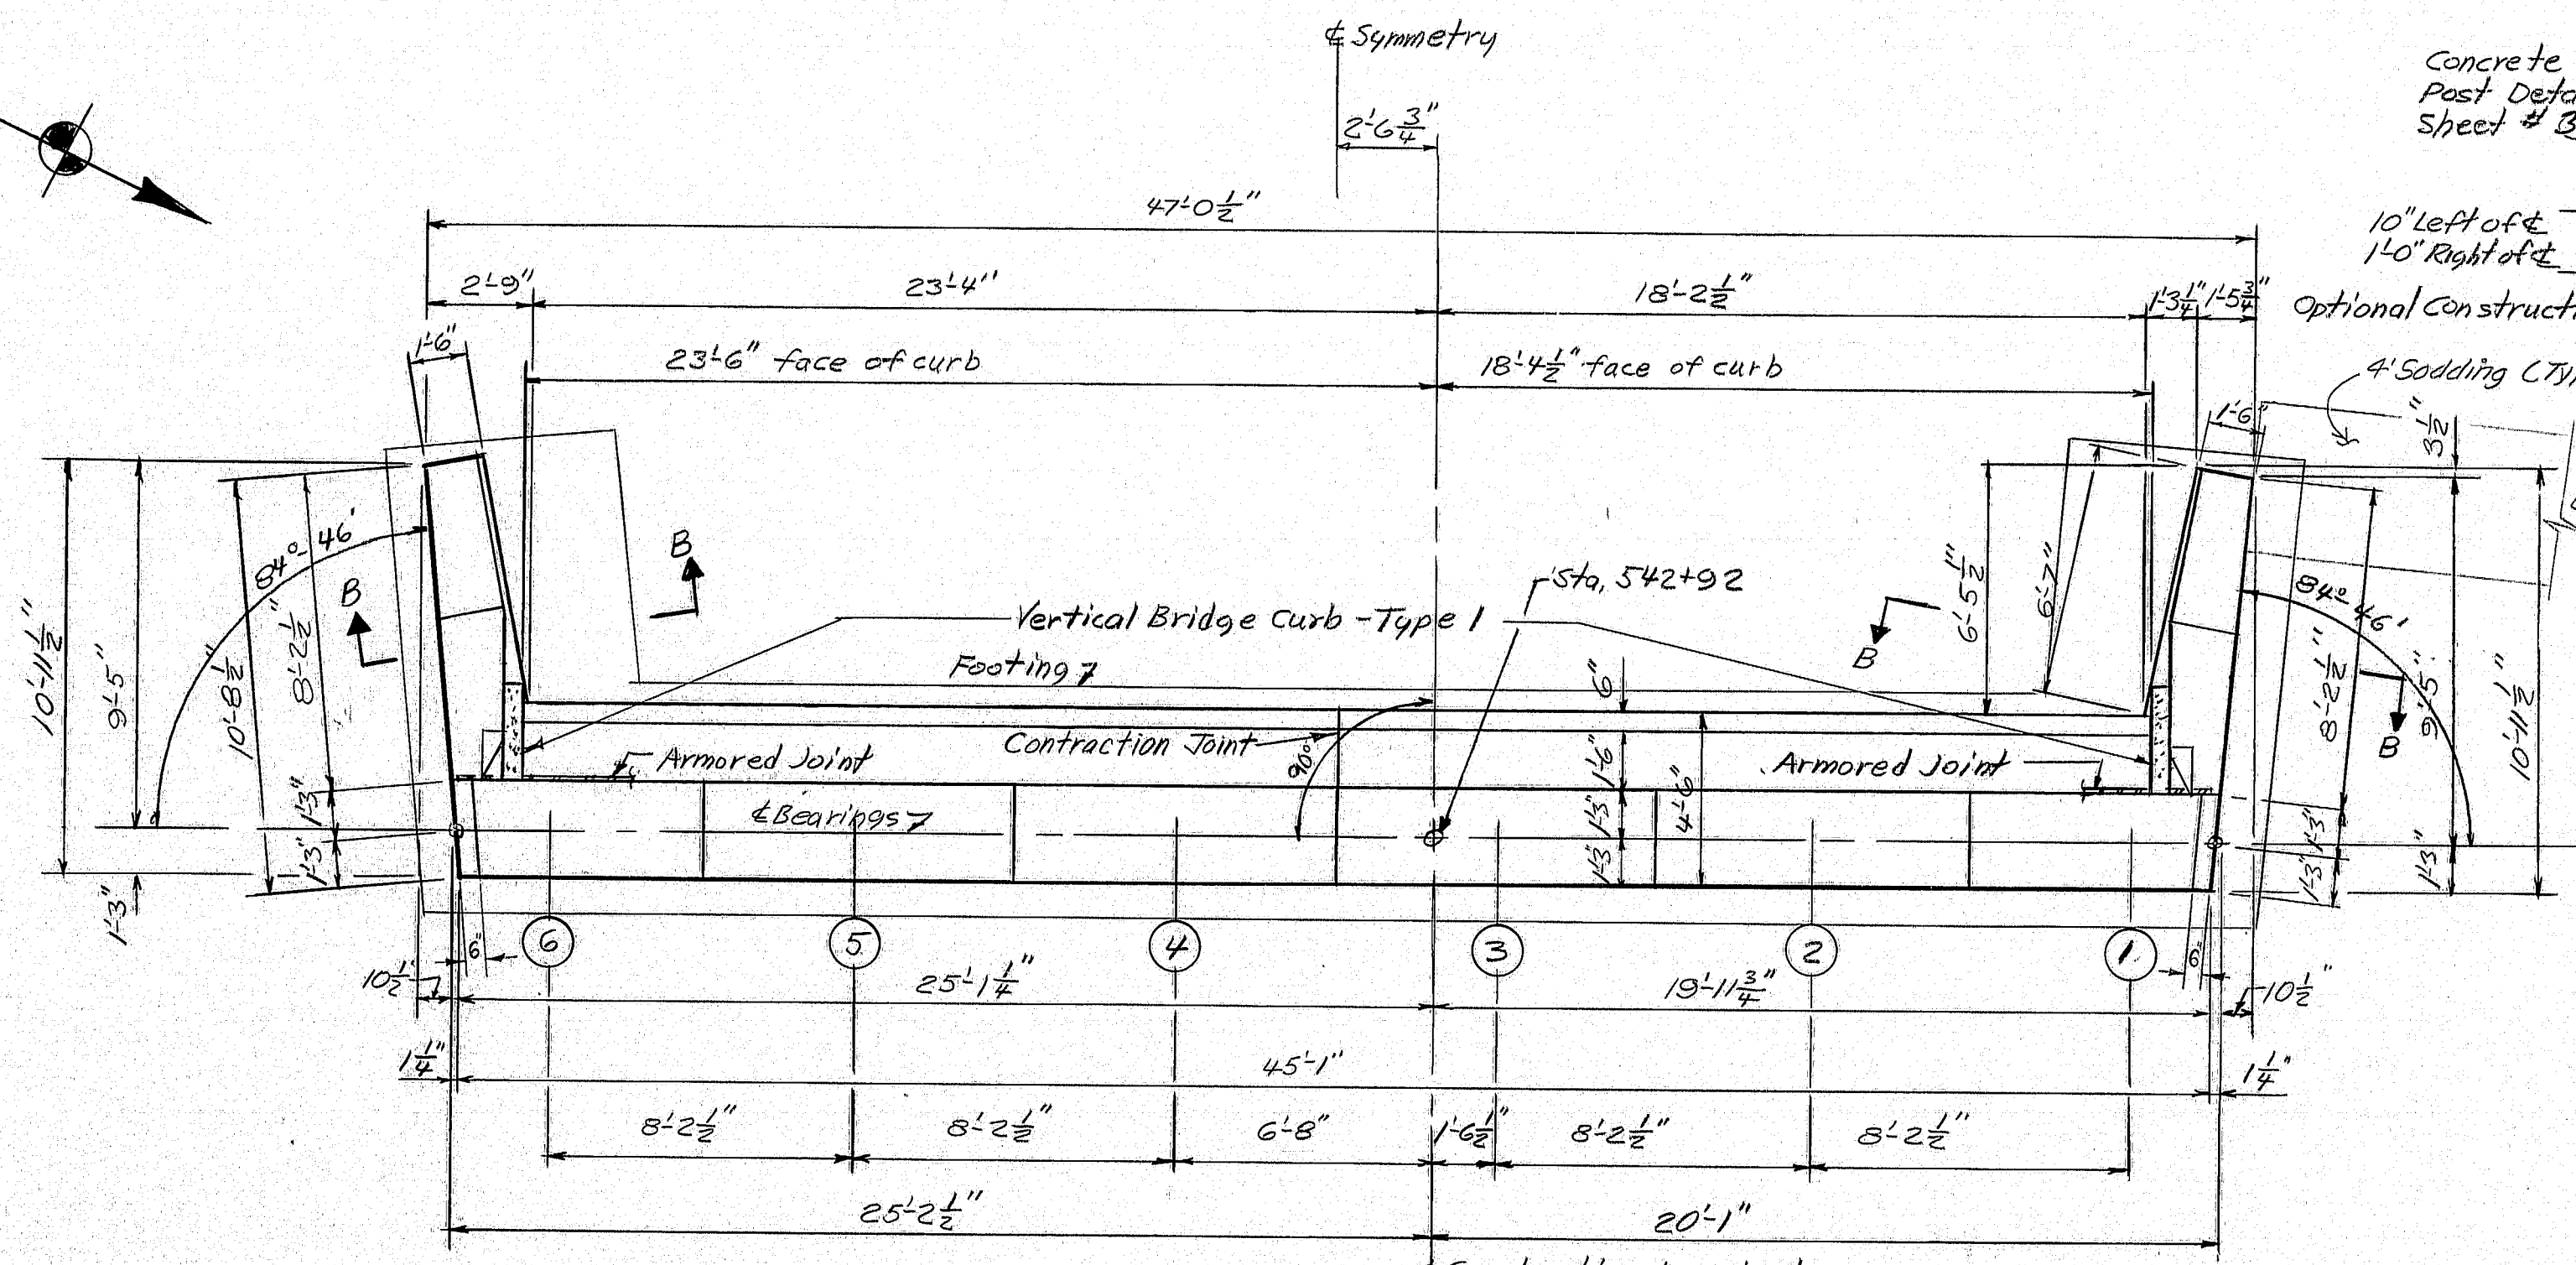 ℄ Symmetry
2'-6 3/4"
Concrete
Post Deta
Sheet # B
47'-0 1/2"
10" Left of ℄
1'-0" Right of ℄
2'-9"
23'-4"
18'-2 1/2"
1'-3 1/4"
1'-5 3/4"
Optional Constructi
1'-6"
23'-6" face of curb
18'-4 1/2" face of curb
4' Sodding (Ty
1'-6"
3 1/2"
84°-46'
B
B
Sta. 542+92
6'-5 1/2"
6'-7"
84°-46'
B
Vertical Bridge Curb - Type 1
B
10'-11 1/2"
9'-5"
10'-8 1/2"
8'-2 1/2"
Footing
6"
8'-2 1/2"
9'-5"
10'-11 1/2"
Armored Joint
Contraction Joint
90°
1'-6"
4'-6"
Armored Joint
1'-3"
℄ Bearings
1'-3"
1'-3"
1'-3"
1'-3"
1'-3"
1'-3"
1'-3"
6
5
4
3
2
1
6"
6"
10 1/2"
25'-1 1/4"
19'-11 3/4"
10 1/2"
1 1/4"
45'-1"
1 1/4"
8'-2 1/2"
8'-2 1/2"
6'-8"
1'-6 1/2"
8'-2 1/2"
8'-2 1/2"
25'-2 1/2"
20'-1"